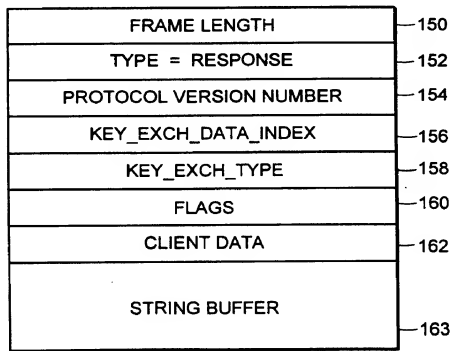 FRAME LENGTH 150
TYPE = RESPONSE 152
PROTOCOL VERSION NUMBER 154
KEY_EXCH_DATA_INDEX 156
KEY_EXCH_TYPE 158
FLAGS 160
CLIENT DATA 162
STRING BUFFER
163